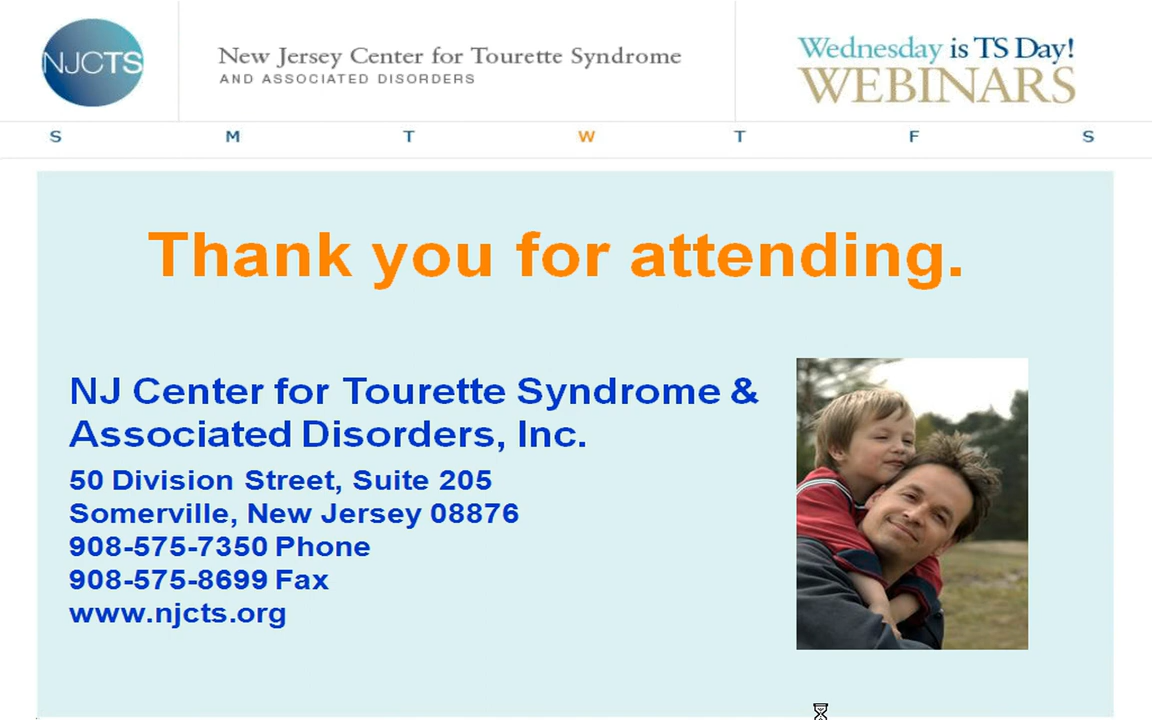 NJCTS
New Jersey Center for Tourette Syndrome
AND ASSOCIATED DISORDERS
Wednesday is TS Day!
WEBINARS
S M T W T F S
Thank you for attending.
NJ Center for Tourette Syndrome &
Associated Disorders, Inc.
50 Division Street, Suite 205
Somerville, New Jersey 08876
908-575-7350 Phone
908-575-8699 Fax
www.njcts.org